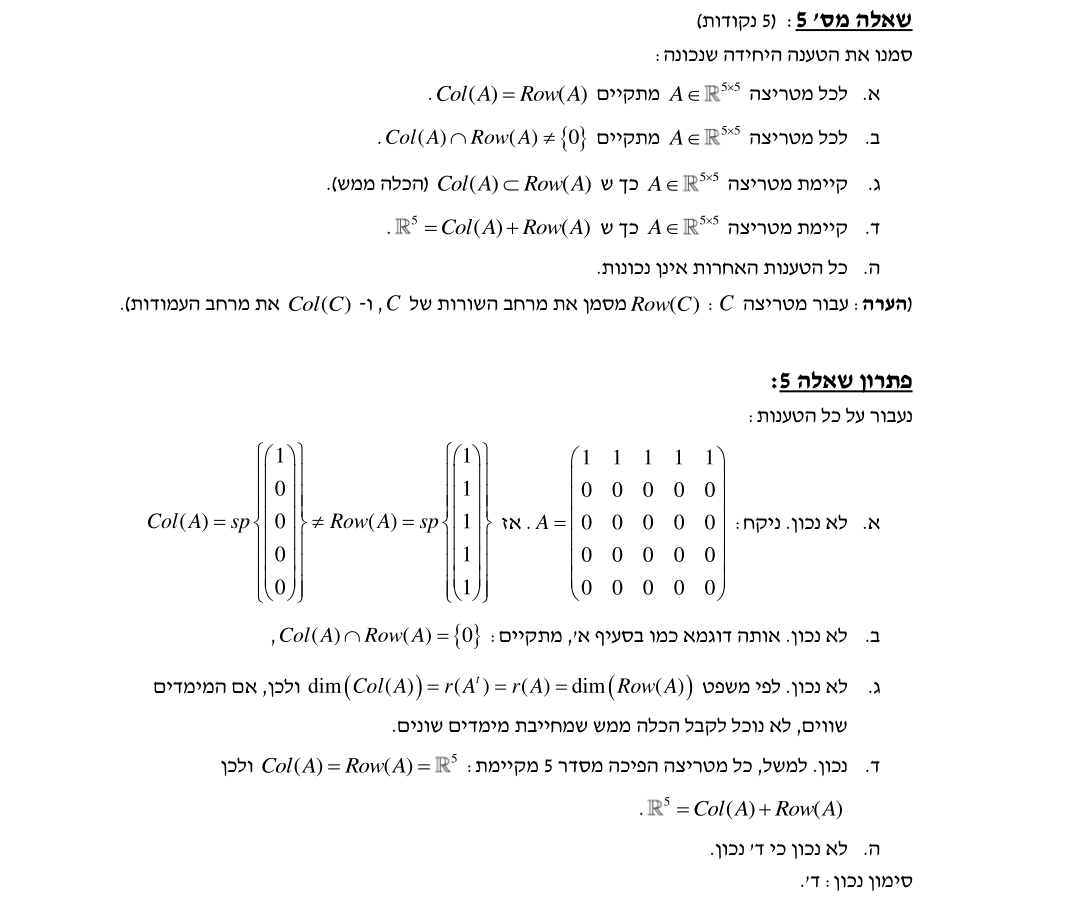 שאלה מס' 5 : (5 נקודות)
סמנו את הטענה היחידה שנכונה :
א. לכל מטריצה A ∈ ℝ^{5×5} מתקיים Col(A) = Row(A) .
ב. לכל מטריצה A ∈ ℝ^{5×5} מתקיים Col(A) ∩ Row(A) ≠ {0} .
ג. קיימת מטריצה A ∈ ℝ^{5×5} כך ש Col(A) ⊂ Row(A) (הכלה ממש).
ד. קיימת מטריצה A ∈ ℝ^{5×5} כך ש ℝ^5 = Col(A) + Row(A) .
ה. כל הטענות האחרות אינן נכונות.
(הערה : עבור מטריצה C : Row(C) מסמן את מרחב השורות של C , ו- Col(C) את מרחב העמודות).
פתרון שאלה 5:
נעבור על כל הטענות :
א. לא נכון. ניקח : A = (1 1 1 1 1; 0 0 0 0 0; 0 0 0 0 0; 0 0 0 0 0; 0 0 0 0 0) . אז Col(A) = sp{(1; 0; 0; 0; 0)} ≠ Row(A) = sp{(1; 1; 1; 1; 1)}
ב. לא נכון. אותה דוגמא כמו בסעיף א', מתקיים : Col(A) ∩ Row(A) = {0} ,
ג. לא נכון. לפי משפט dim(Col(A)) = r(A^t) = r(A) = dim(Row(A)) ולכן, אם המימדים
שווים, לא נוכל לקבל הכלה ממש שמחייבת מימדים שונים.
ד. נכון. למשל, כל מטריצה הפיכה מסדר 5 מקיימת : Col(A) = Row(A) = ℝ^5 ולכן
ℝ^5 = Col(A) + Row(A) .
ה. לא נכון כי ד' נכון.
סימון נכון : ד'.